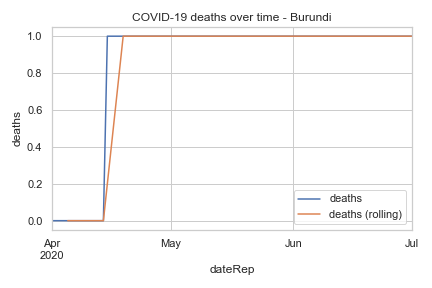 COVID-19 deaths over time - Burundi
deaths
1.0
0.8
0.6
0.4
0.2
0.0
deaths
deaths (rolling)
Apr
2020
May
Jun
Jul
dateRep